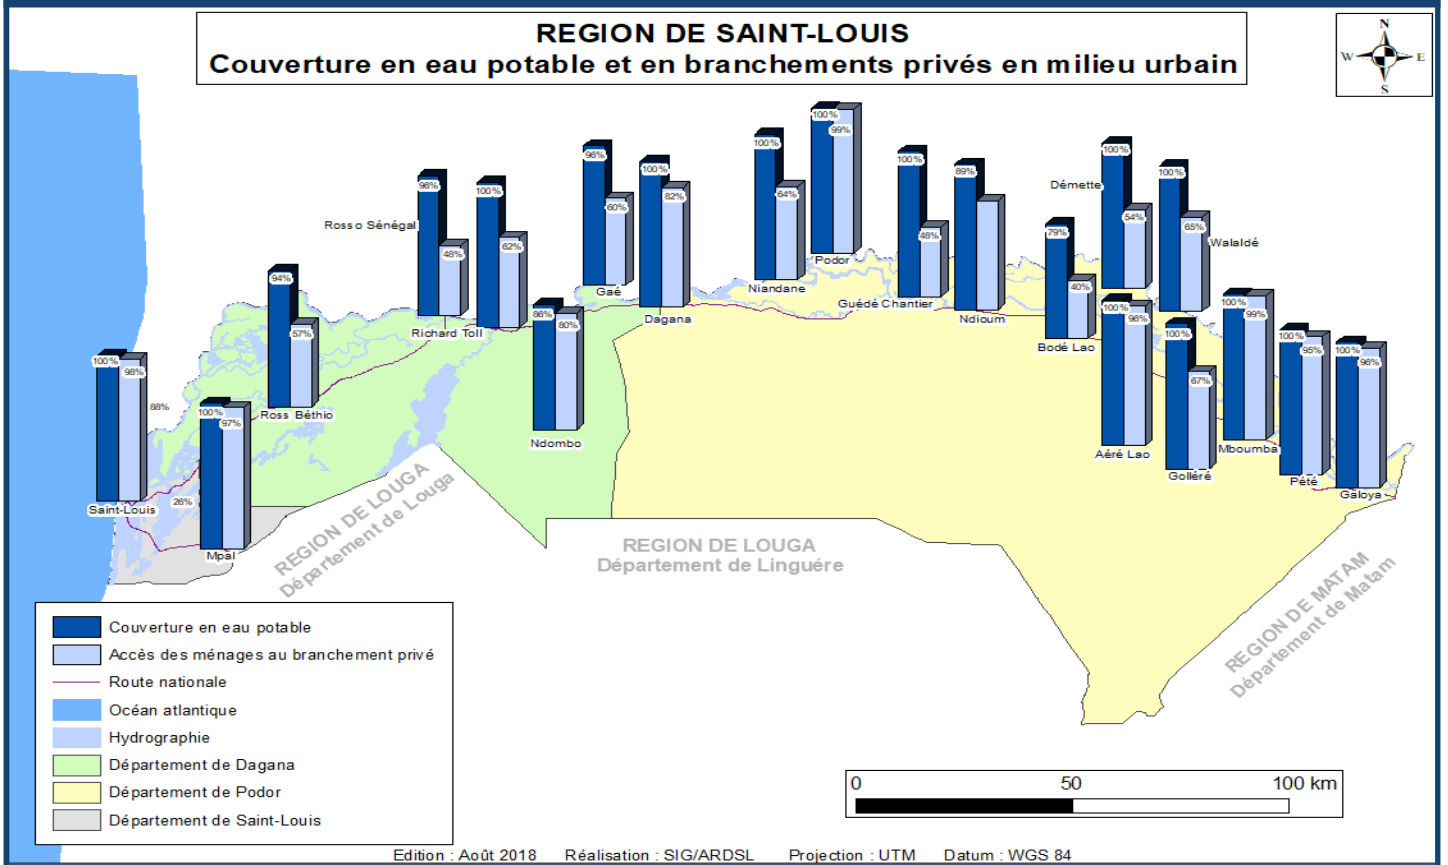 REGION DE SAINT-LOUIS
Couverture en eau potable et en branchements privés en milieu urbain
N
W E
S
100%
99%
Podor
100%
64%
Niandane
96%
60%
Gaé
100%
82%
Dagana
100%
48%
Guédé Chantier
89%
Ndioum
Démette
100%
54%
100%
65%
Walaldé
79%
40%
Bodé Lao
Rosso Sénégal
96%
48%
100%
62%
Richard Toll
94%
57%
Ross Béthio
86%
80%
Ndombo
100%
96%
Aéré Lao
100%
67%
Golléré
100%
99%
Mboumba
100%
95%
Pété
100%
96%
Galoya
100%
98%
88%
Saint-Louis
100%
97%
26%
Mpal
REGION DE LOUGA
Département de Louga
REGION DE LOUGA
Département de Linguére
REGION DE MATAM
Département de Matam
Couverture en eau potable
Accès des ménages au branchement privé
Route nationale
Océan atlantique
Hydrographie
Département de Dagana
Département de Podor
Département de Saint-Louis
0 50 100 km
Edition : Août 2018 Réalisation : SIG/ARDSL Projection : UTM Datum : WGS 84